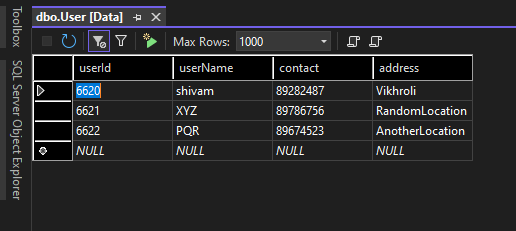 dbo.User [Data]
Max Rows: 1000
userId userName contact address
6620 shivam 89282487 Vikhroli
6621 XYZ 89786756 RandomLocation
6622 PQR 89674523 AnotherLocation
NULL NULL NULL NULL
Toolbox
SQL Server Object Explorer